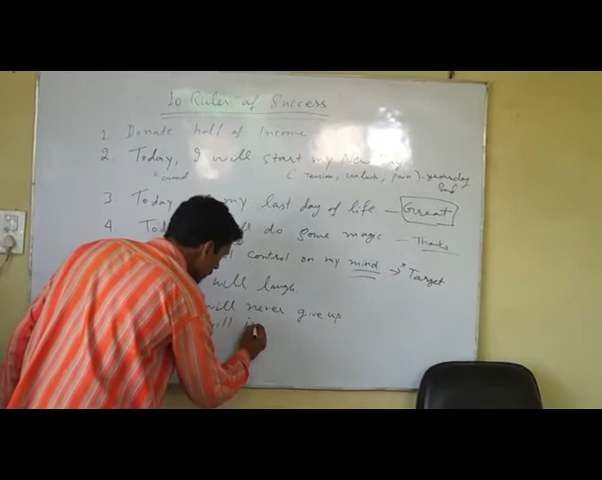 10 Rules of Success
1. Donate half of Income
2. Today, I will start my New day
(Tension, unluck, pain). yesterday
3. Today my last day of life - Great
4. Tod do some magic - Thanks
control on my mind → * Target
will laugh.
will never give up
will i